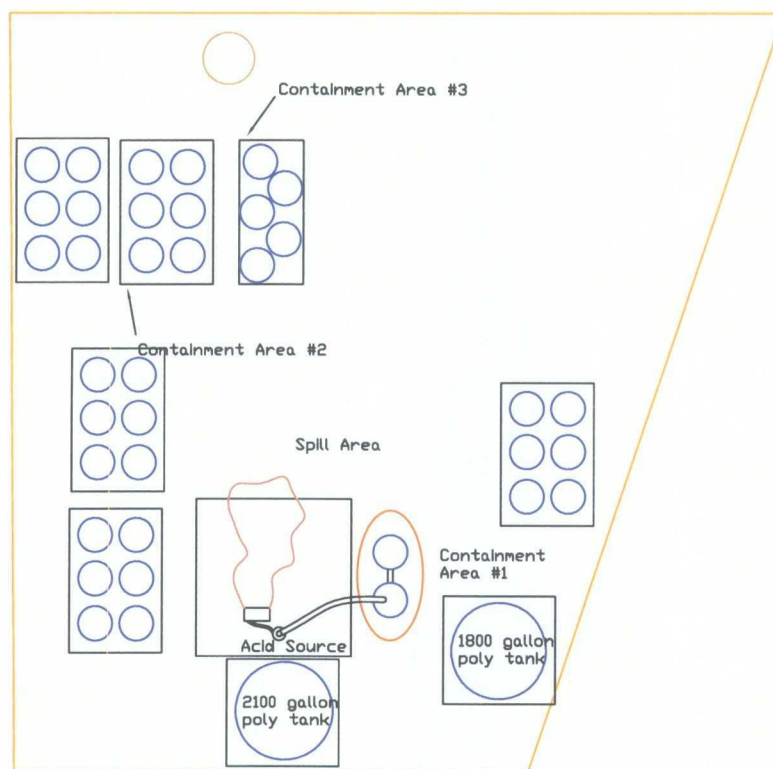 Containment Area #3
Containment Area #2
Spill Area
Containment
Area #1
Acid Source
1800 gallon
poly tank
2100 gallon
poly tank